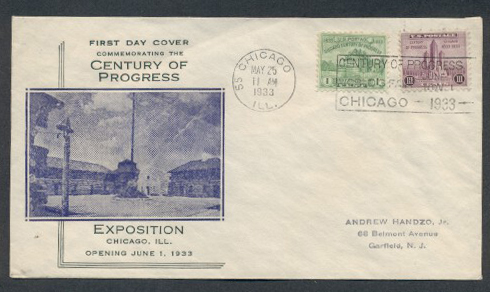 FIRST DAY COVER
COMMEMORATING THE
CENTURY OF
PROGRESS
EXPOSITION
CHICAGO, ILL.
OPENING JUNE 1, 1933
55 CHICAGO
MAY 25
11 AM
1933
ILL.
U.S. POSTAGE
CENTURY OF PROGRESS
CHICAGO 1933
ANDREW HANDZO, Jr.
68 Belmont Avenue
Garfield, N. J.